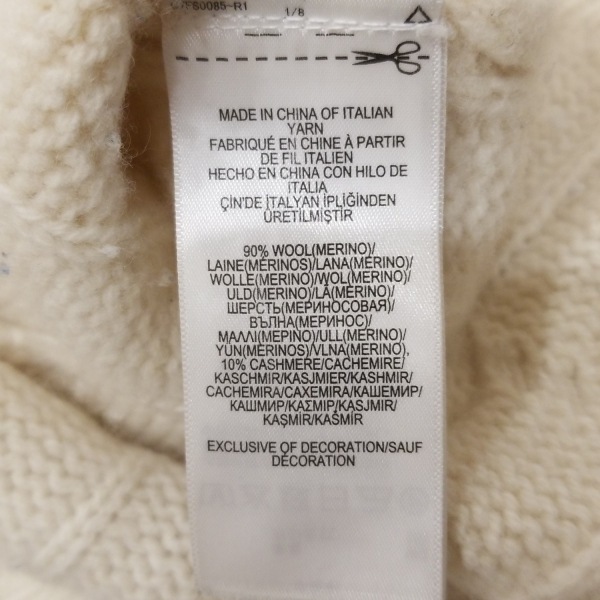 1/8
MADE IN CHINA OF ITALIAN
YARN
FABRIQUÉ EN CHINE À PARTIR
DE FIL ITALIEN
HECHO EN CHINA CON HILO DE
ITALIA
ÇİN'DE İTALYAN İPLİĞİNDEN
ÜRETİLMİŞTİR
90% WOOL(MERINO)/
LAINE(MÉRINOS)/LANA(MERINO)/
WOLLE(MERINO)/WOL(MERINO)/
ULD(MERINO)/LÃ(MERINO)/
ШЕРСТЬ(МЕРИНОСОВАЯ)/
ВЪЛНА(МЕРИНОС)/
ΜΑΛΛΙ(ΜΕΡΙΝΟ)/ULL(MERINO)/
YÜN(MERİNOS)/VLNA(MERINO),
10% CASHMERE/CACHEMIRE/
KASCHMIR/KASJMIER/KASHMIR/
CACHEMIRA/CAXEMIRA/КАШЕМИР/
КАШМИР/ΚΑΣΜΙΡ/KASJMIR/
KAŞMİR/KAŠMÍR
EXCLUSIVE OF DECORATION/SAUF
DÉCORATION